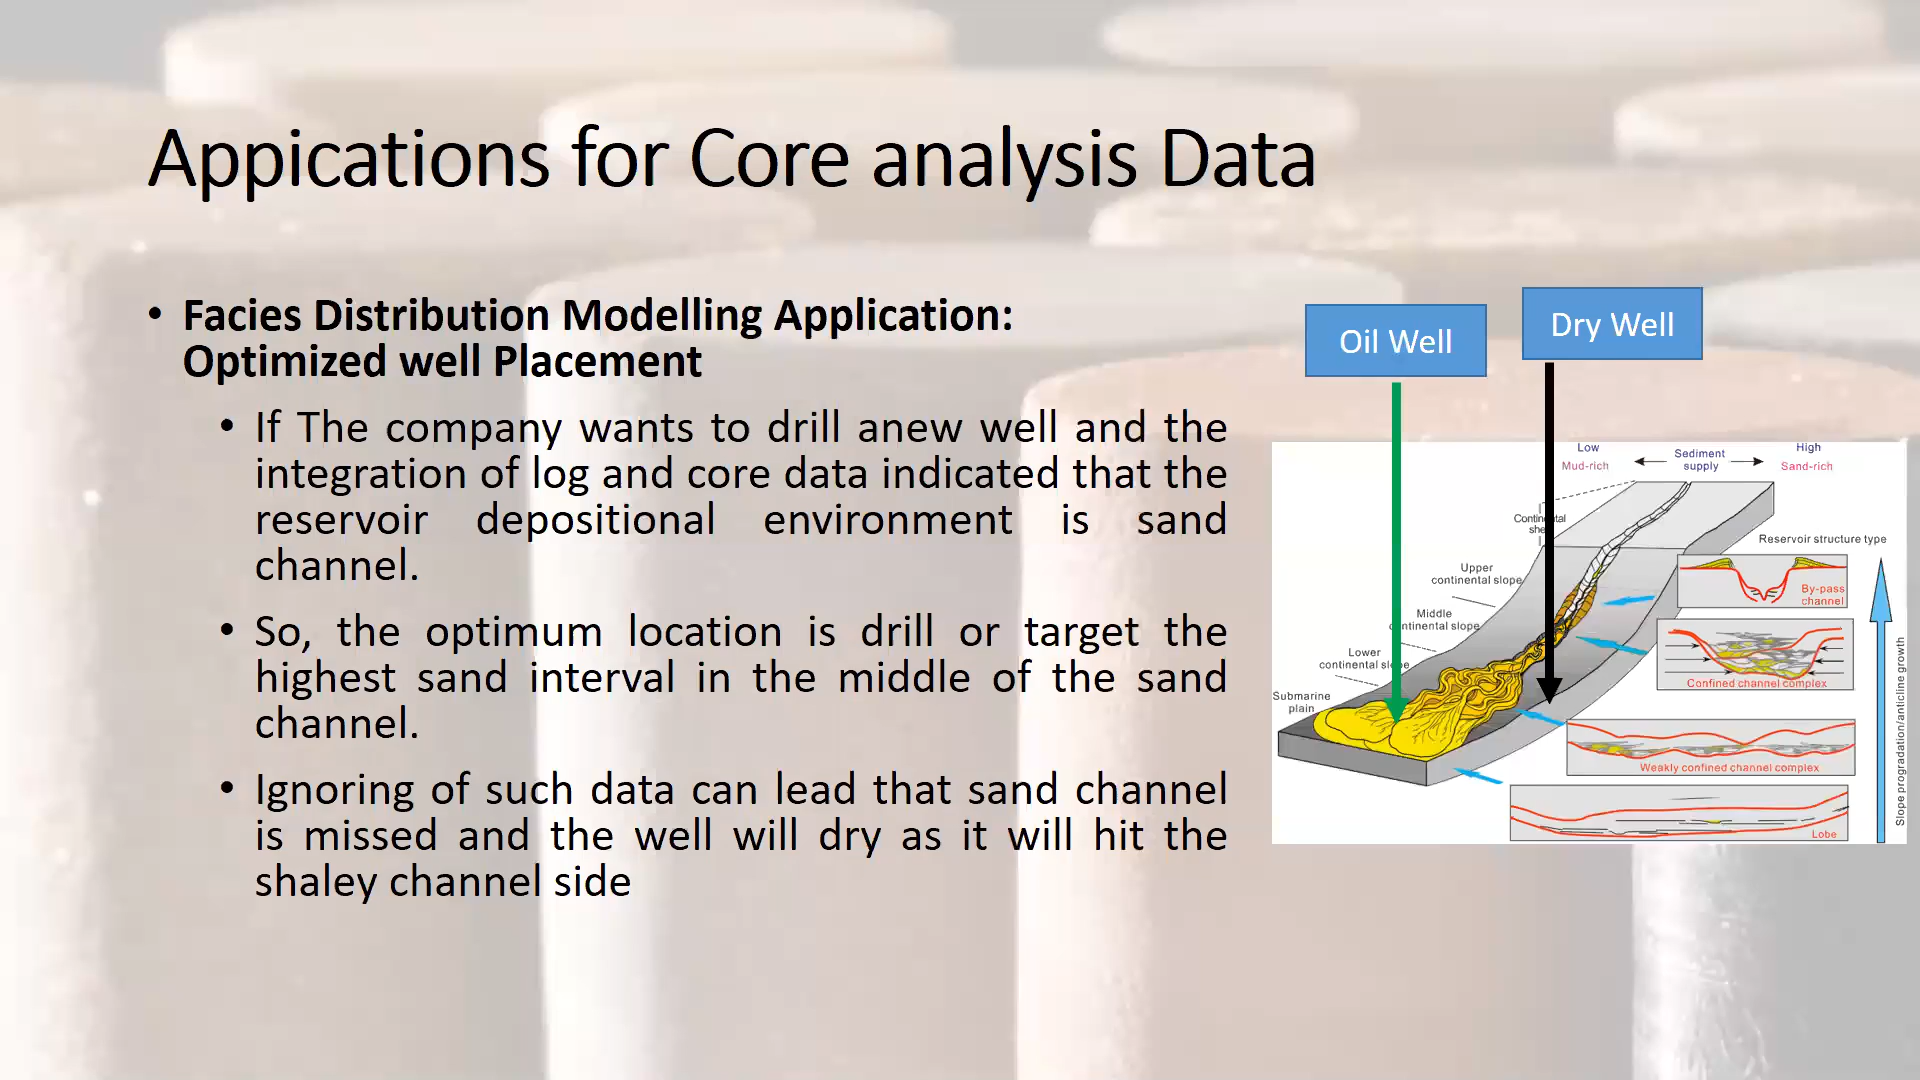 Appications for Core analysis Data
• Facies Distribution Modelling Application:
Optimized well Placement
• If The company wants to drill anew well and the
integration of log and core data indicated that the
reservoir depositional environment is sand
channel.
• So, the optimum location is drill or target the
highest sand interval in the middle of the sand
channel.
• Ignoring of such data can lead that sand channel
is missed and the well will dry as it will hit the
shaley channel side
Oil Well
Dry Well
Low
Mud-rich
Sediment
supply
High
Sand-rich
Reservoir structure type
Upper
continental slope
Middle
Lower
continental slope
Submarine
plain
By-pass
channel
Confined channel complex
Weakly confined channel complex
Lobe
Slope progradation/anticline growth